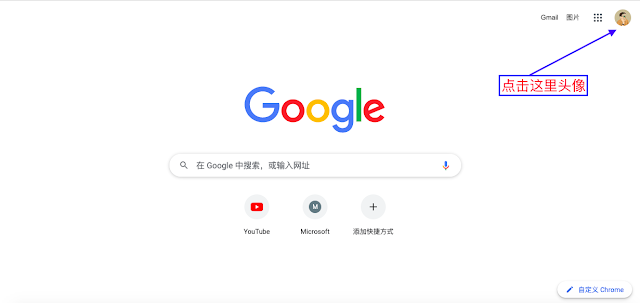 Gmail 图片
点击这里头像
Google
在 Google 中搜索，或输入网址
M
YouTube Microsoft 添加快捷方式
自定义 Chrome